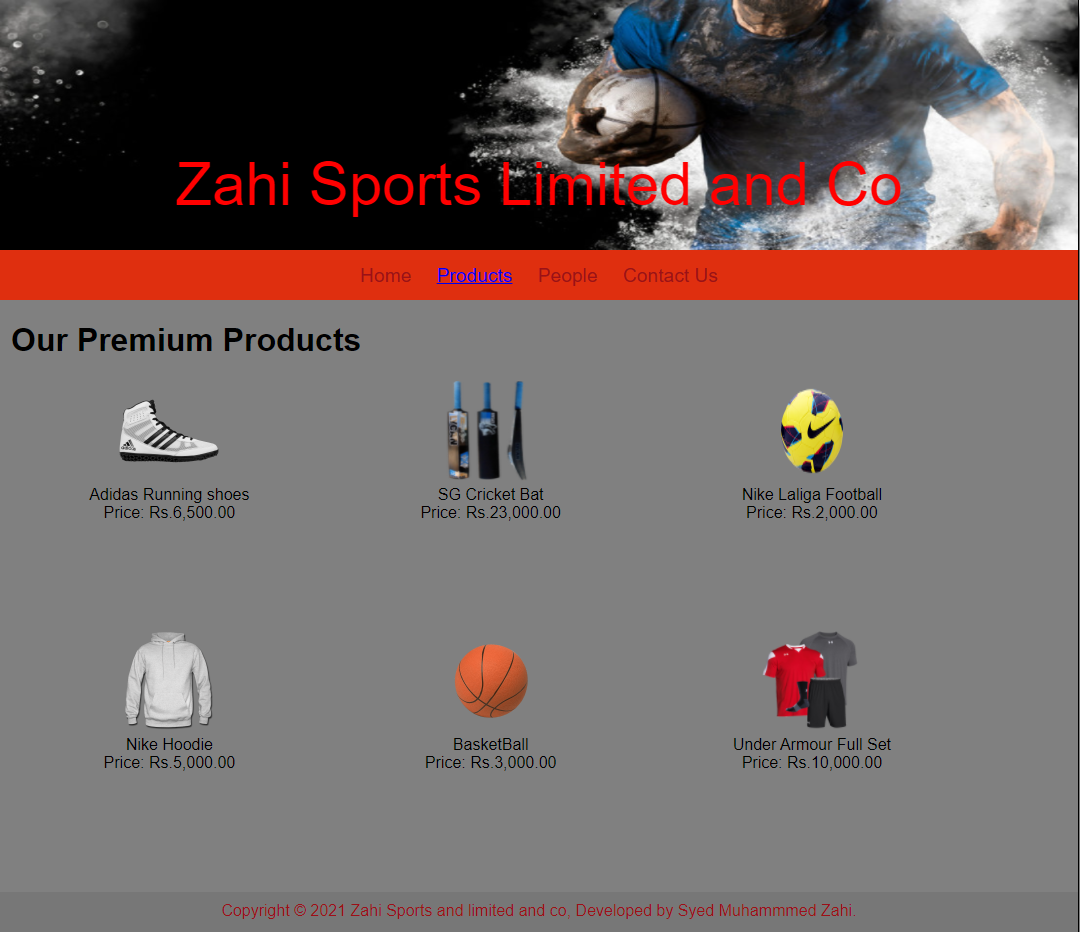 Zahi Sports Limited and Co
Home Products People Contact Us
Our Premium Products
Adidas Running shoes
Price: Rs.6,500.00
SG Cricket Bat
Price: Rs.23,000.00
Nike Laliga Football
Price: Rs.2,000.00
Nike Hoodie
Price: Rs.5,000.00
BasketBall
Price: Rs.3,000.00
Under Armour Full Set
Price: Rs.10,000.00
Copyright © 2021 Zahi Sports and limited and co, Developed by Syed Muhammmed Zahi.